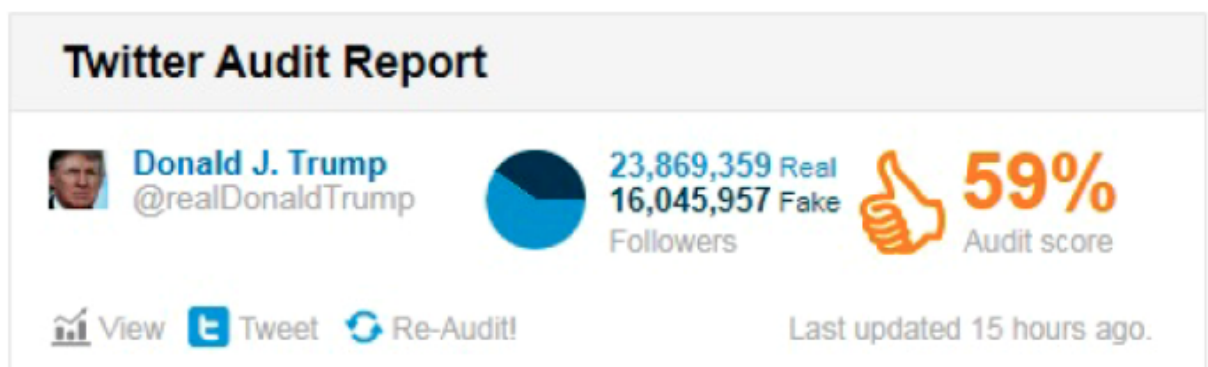 Twitter Audit Report
Donald J. Trump
@realDonaldTrump
23,869,359 Real
16,045,957 Fake
Followers
59%
Audit score
View Tweet Re-Audit! Last updated 15 hours ago.